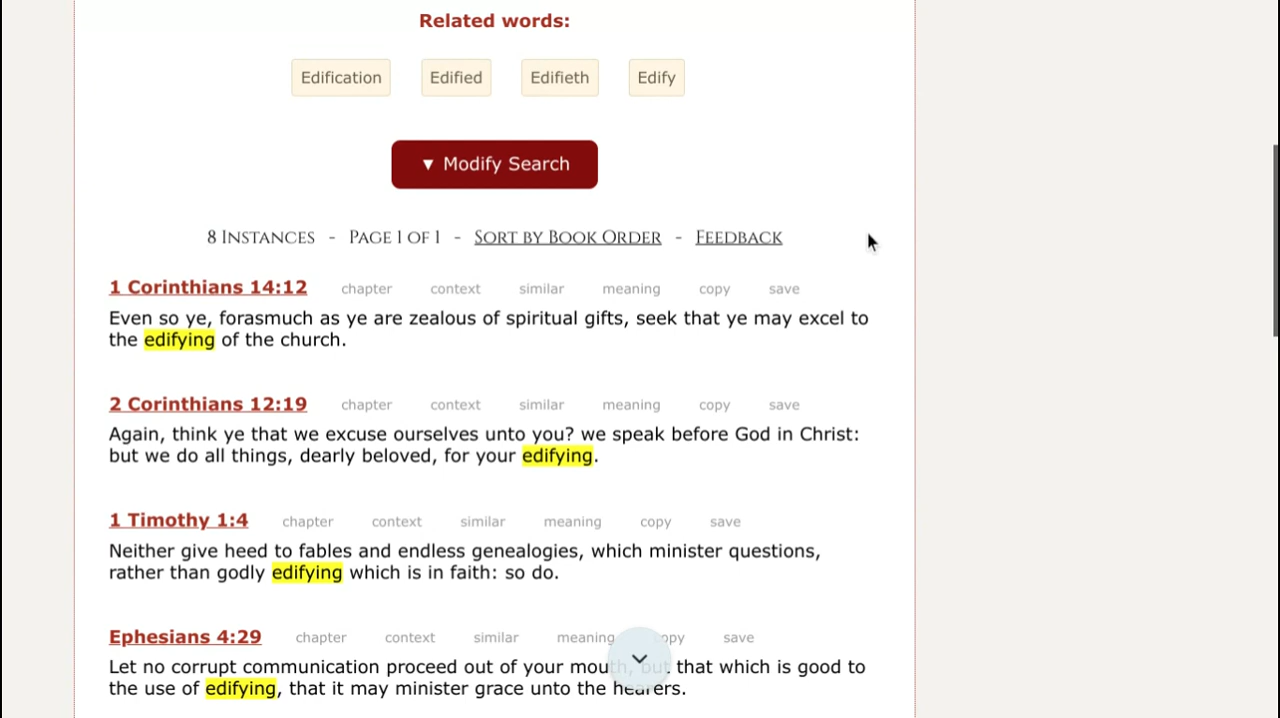 Related words:
Edification Edified Edifieth Edify
▼ Modify Search
8 Instances - Page 1 of 1 - Sort by Book Order - Feedback
1 Corinthians 14:12 chapter context similar meaning copy save
Even so ye, forasmuch as ye are zealous of spiritual gifts, seek that ye may excel to
the edifying of the church.
2 Corinthians 12:19 chapter context similar meaning copy save
Again, think ye that we excuse ourselves unto you? we speak before God in Christ:
but we do all things, dearly beloved, for your edifying.
1 Timothy 1:4 chapter context similar meaning copy save
Neither give heed to fables and endless genealogies, which minister questions,
rather than godly edifying which is in faith: so do.
Ephesians 4:29 chapter context similar meaning copy save
Let no corrupt communication proceed out of your mouth, but that which is good to
the use of edifying, that it may minister grace unto the hearers.